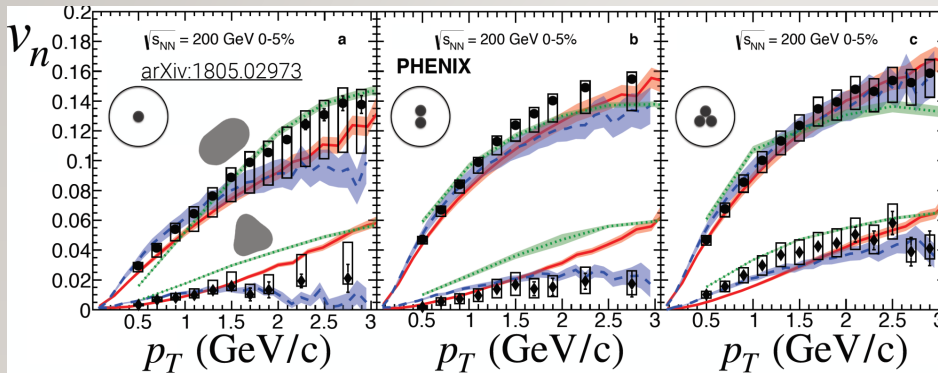 v_n
0.2
0.16
0.14
0.12
0.1
0.08
0.06
0.04
0.02
0
√s_NN = 200 GeV 0-5% a
arXiv:1805.02973
0.5 1 1.5 2 2.5 3
p_T (GeV/c)
√s_NN = 200 GeV 0-5% b
PHENIX
0.5 1 1.5 2 2.5 3
p_T (GeV/c)
√s_NN = 200 GeV 0-5% c
0.5 1 1.5 2 2.5 3
p_T (GeV/c)